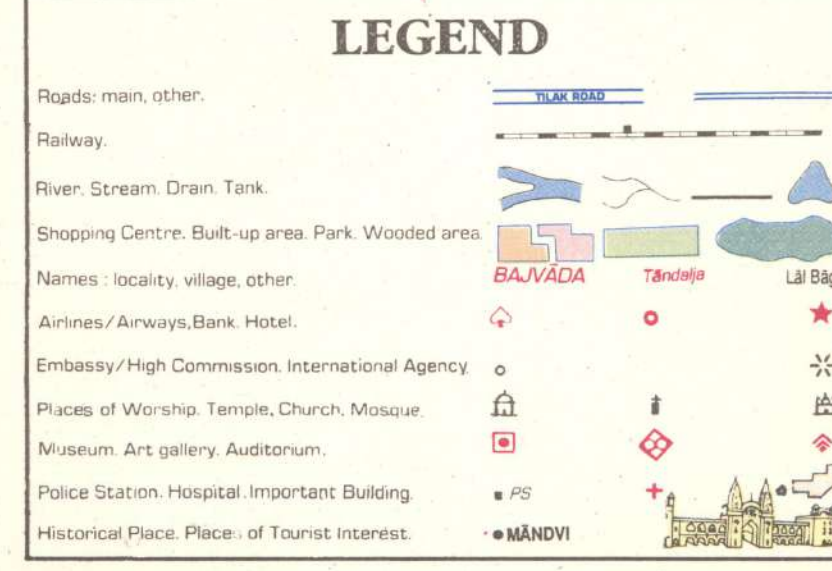 LEGEND
Roads: main, other. TILAK ROAD
Railway.
River. Stream. Drain. Tank.
Shopping Centre. Built-up area. Park. Wooded area.
Names : locality, village, other. BAJVĀDA Tāndalja Lāl Bāg
Airlines/Airways,Bank. Hotel.
Embassy/High Commission. International Agency.
Places of Worship. Temple, Church, Mosque.
Museum. Art gallery. Auditorium.
Police Station. Hospital. Important Building. PS
Historical Place. Places of Tourist Interest. MĀNDVI